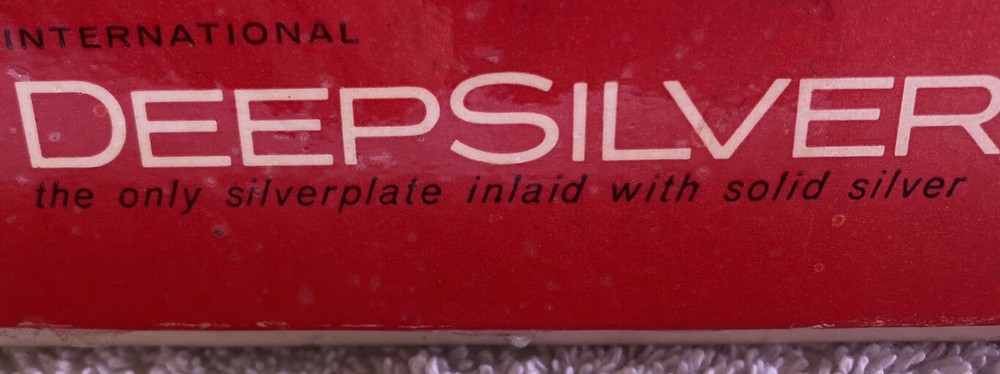 INTERNATIONAL
DEEPSILVER
the only silverplate inlaid with solid silver